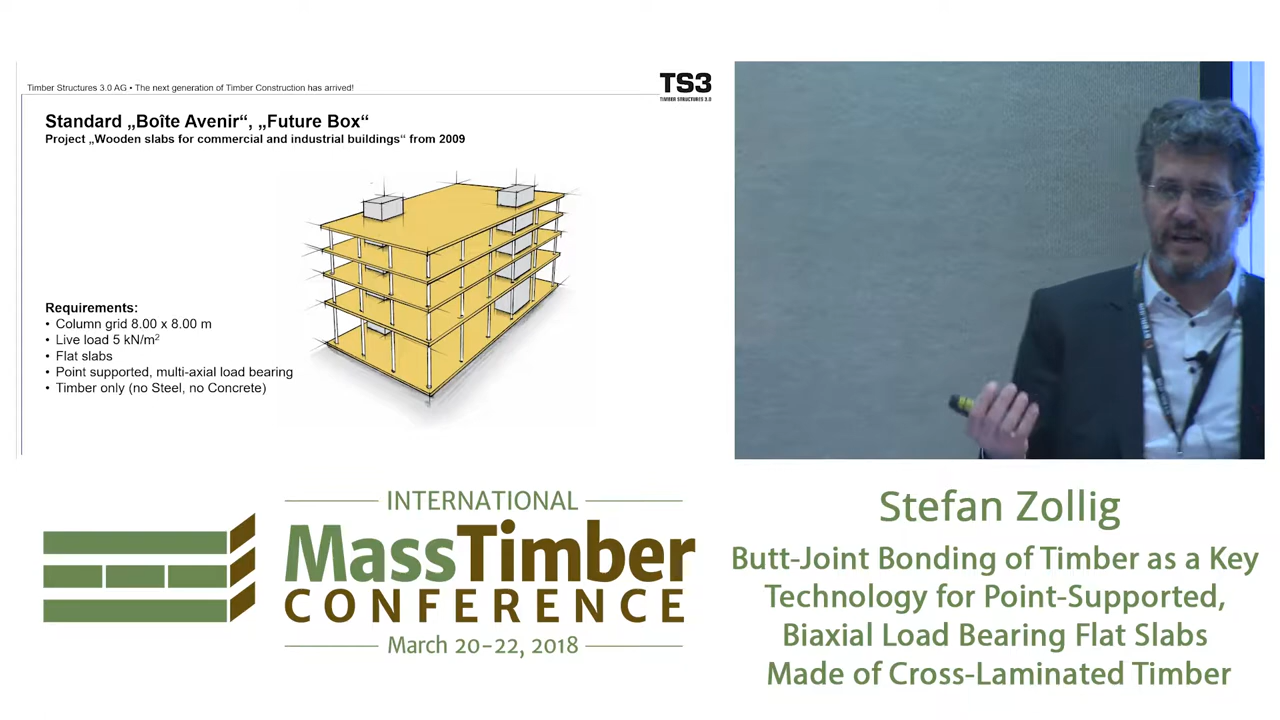 Timber Structures 3.0 AG • The next generation of Timber Construction has arrived!
TS3
TIMBER STRUCTURES 3.0
Standard „Boîte Avenir“, „Future Box“
Project „Wooden slabs for commercial and industrial buildings“ from 2009
Requirements:
• Column grid 8.00 x 8.00 m
• Live load 5 kN/m²
• Flat slabs
• Point supported, multi-axial load bearing
• Timber only (no Steel, no Concrete)
INTERNATIONAL
MassTimber
CONFERENCE
March 20–22, 2018
Stefan Zollig
Butt-Joint Bonding of Timber as a Key
Technology for Point-Supported,
Biaxial Load Bearing Flat Slabs
Made of Cross-Laminated Timber